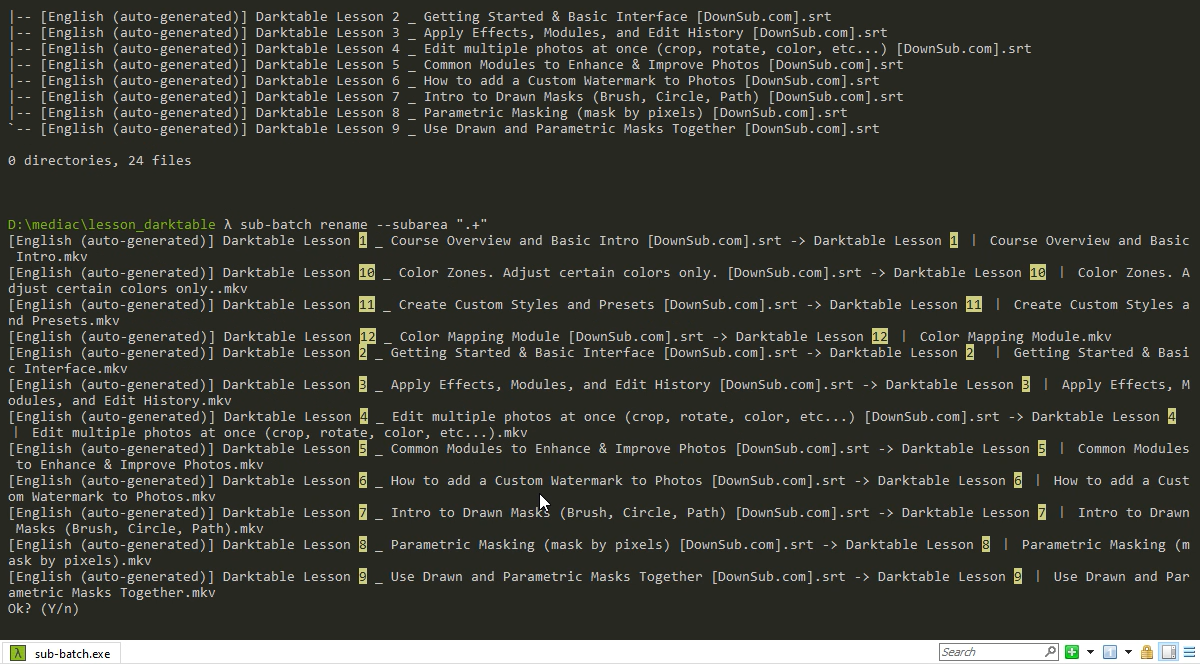 |-- [English (auto-generated)] Darktable Lesson 2 _ Getting Started & Basic Interface [DownSub.com].srt
|-- [English (auto-generated)] Darktable Lesson 3 _ Apply Effects, Modules, and Edit History [DownSub.com].srt
|-- [English (auto-generated)] Darktable Lesson 4 _ Edit multiple photos at once (crop, rotate, color, etc...) [DownSub.com].srt
|-- [English (auto-generated)] Darktable Lesson 5 _ Common Modules to Enhance & Improve Photos [DownSub.com].srt
|-- [English (auto-generated)] Darktable Lesson 6 _ How to add a Custom Watermark to Photos [DownSub.com].srt
|-- [English (auto-generated)] Darktable Lesson 7 _ Intro to Drawn Masks (Brush, Circle, Path) [DownSub.com].srt
|-- [English (auto-generated)] Darktable Lesson 8 _ Parametric Masking (mask by pixels) [DownSub.com].srt
`-- [English (auto-generated)] Darktable Lesson 9 _ Use Drawn and Parametric Masks Together [DownSub.com].srt
0 directories, 24 files
D:\mediac\lesson_darktable λ sub-batch rename --subarea ".+"
[English (auto-generated)] Darktable Lesson 1 _ Course Overview and Basic Intro [DownSub.com].srt -> Darktable Lesson 1 | Course Overview and Basic
Intro.mkv
[English (auto-generated)] Darktable Lesson 10 _ Color Zones. Adjust certain colors only. [DownSub.com].srt -> Darktable Lesson 10 | Color Zones. A
djust certain colors only..mkv
[English (auto-generated)] Darktable Lesson 11 _ Create Custom Styles and Presets [DownSub.com].srt -> Darktable Lesson 11 | Create Custom Styles a
nd Presets.mkv
[English (auto-generated)] Darktable Lesson 12 _ Color Mapping Module [DownSub.com].srt -> Darktable Lesson 12 | Color Mapping Module.mkv
[English (auto-generated)] Darktable Lesson 2 _ Getting Started & Basic Interface [DownSub.com].srt -> Darktable Lesson 2 | Getting Started & Basi
c Interface.mkv
[English (auto-generated)] Darktable Lesson 3 _ Apply Effects, Modules, and Edit History [DownSub.com].srt -> Darktable Lesson 3 | Apply Effects, M
odules, and Edit History.mkv
[English (auto-generated)] Darktable Lesson 4 _ Edit multiple photos at once (crop, rotate, color, etc...) [DownSub.com].srt -> Darktable Lesson 4
| Edit multiple photos at once (crop, rotate, color, etc...).mkv
[English (auto-generated)] Darktable Lesson 5 _ Common Modules to Enhance & Improve Photos [DownSub.com].srt -> Darktable Lesson 5 | Common Modules
to Enhance & Improve Photos.mkv
[English (auto-generated)] Darktable Lesson 6 _ How to add a Custom Watermark to Photos [DownSub.com].srt -> Darktable Lesson 6 | How to add a Cust
om Watermark to Photos.mkv
[English (auto-generated)] Darktable Lesson 7 _ Intro to Drawn Masks (Brush, Circle, Path) [DownSub.com].srt -> Darktable Lesson 7 | Intro to Drawn
Masks (Brush, Circle, Path).mkv
[English (auto-generated)] Darktable Lesson 8 _ Parametric Masking (mask by pixels) [DownSub.com].srt -> Darktable Lesson 8 | Parametric Masking (m
ask by pixels).mkv
[English (auto-generated)] Darktable Lesson 9 _ Use Drawn and Parametric Masks Together [DownSub.com].srt -> Darktable Lesson 9 | Use Drawn and Par
ametric Masks Together.mkv
Ok? (Y/n)
λ sub-batch.exe Search 1